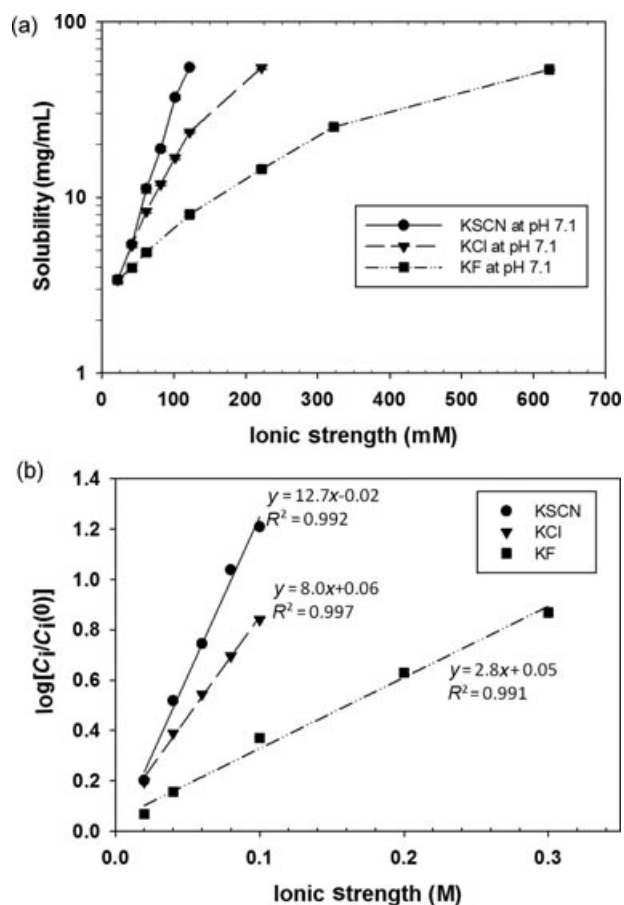 (a)
100
10
1
Solubility (mg/mL)
KSCN at pH 7.1
KCl at pH 7.1
KF at pH 7.1
0 100 200 300 400 500 600 700
Ionic strength (mM)
(b)
1.4
1.2
1.0
0.8
0.6
0.4
0.2
0.0
log[Ci/Ci(0)]
y = 12.7x-0.02
R² = 0.992
KSCN
KCl
KF
y = 8.0x+0.06
R² = 0.997
y = 2.8x+0.05
R² = 0.991
0.0 0.1 0.2 0.3
Ionic strength (M)